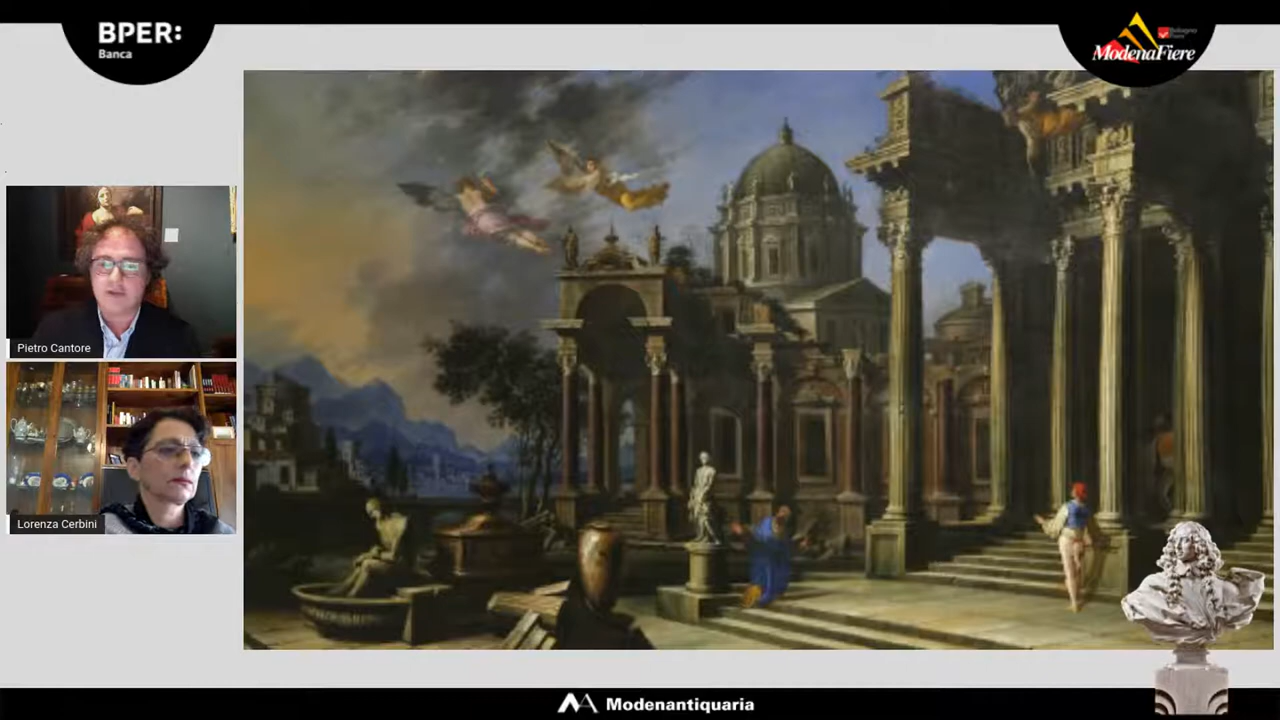 BPER:
Banca
ModenaFiere
Pietro Cantore
Lorenza Cerbini
Modenantiquaria